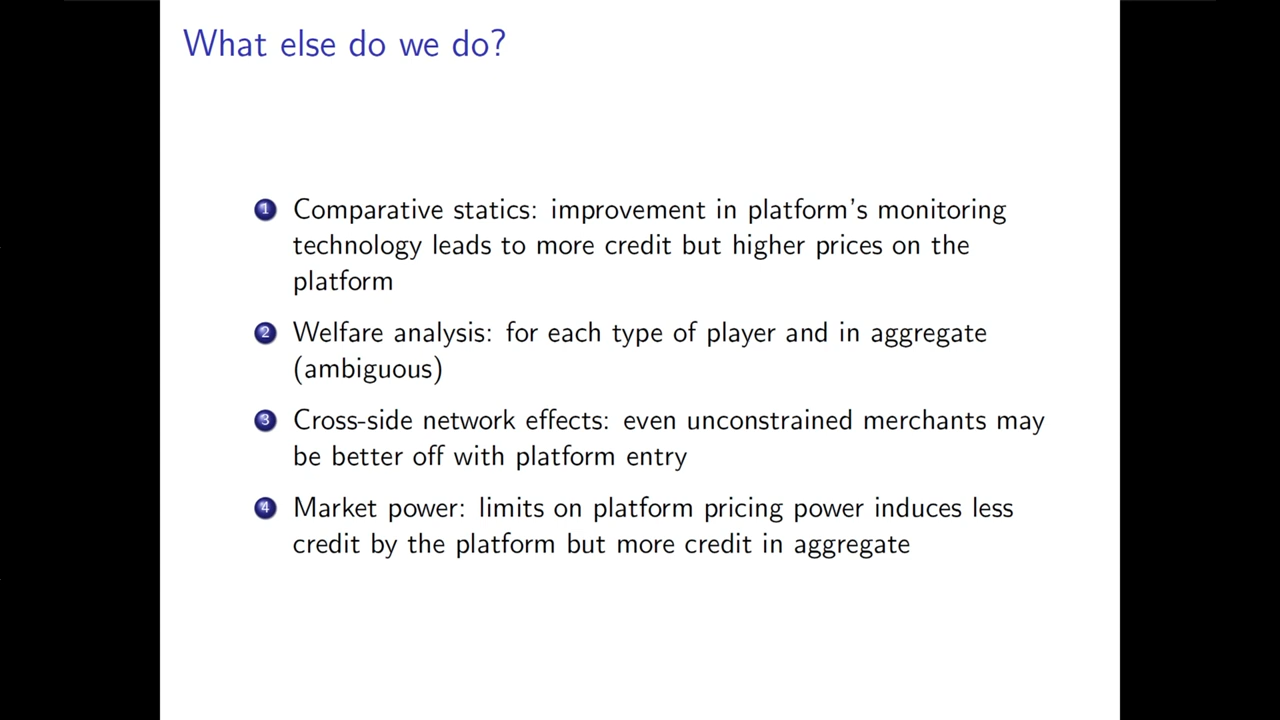 What else do we do?
1 Comparative statics: improvement in platform's monitoring
technology leads to more credit but higher prices on the
platform
2 Welfare analysis: for each type of player and in aggregate
(ambiguous)
3 Cross-side network effects: even unconstrained merchants may
be better off with platform entry
4 Market power: limits on platform pricing power induces less
credit by the platform but more credit in aggregate